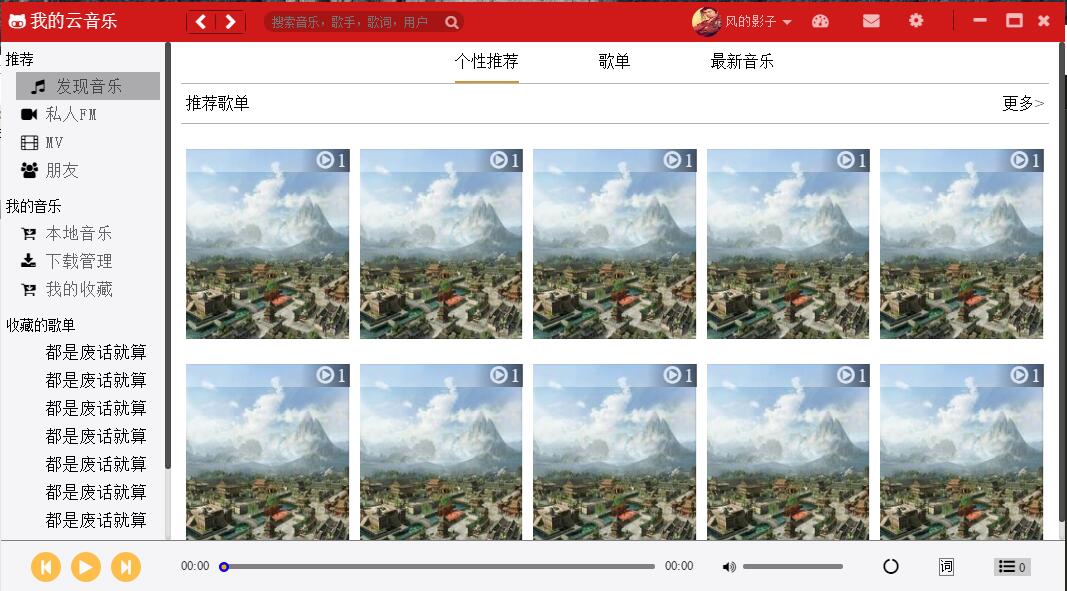 我的云音乐
搜索音乐，歌手，歌词，用户
风的影子
推荐
发现音乐
私人FM
MV
朋友
我的音乐
本地音乐
下载管理
我的收藏
收藏的歌单
都是废话就算
都是废话就算
都是废话就算
都是废话就算
都是废话就算
都是废话就算
都是废话就算
个性推荐 歌单 最新音乐
推荐歌单 更多>
1 1 1 1 1
1 1 1 1 1
00:00 00:00 词 0